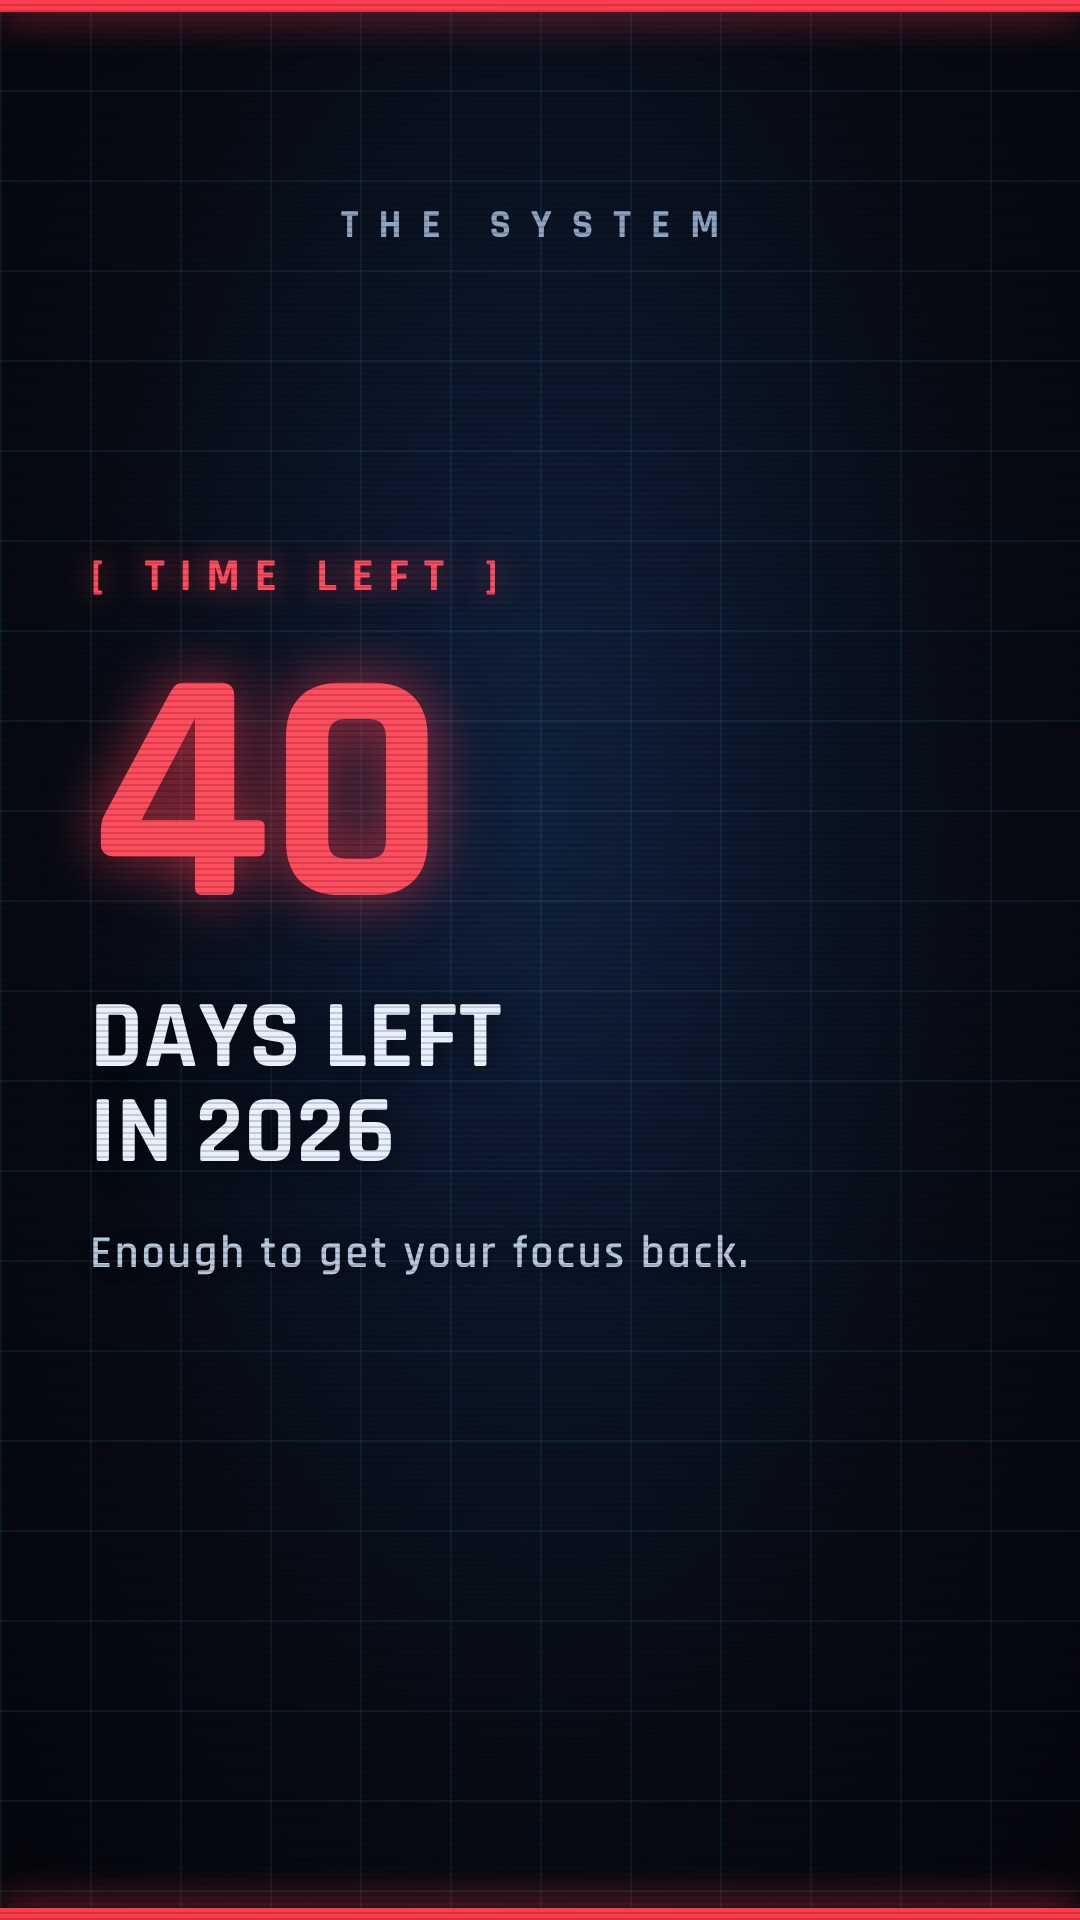 THE SYSTEM
[ TIME LEFT ]
40
DAYS LEFT
IN 2026
Enough to get your focus back.